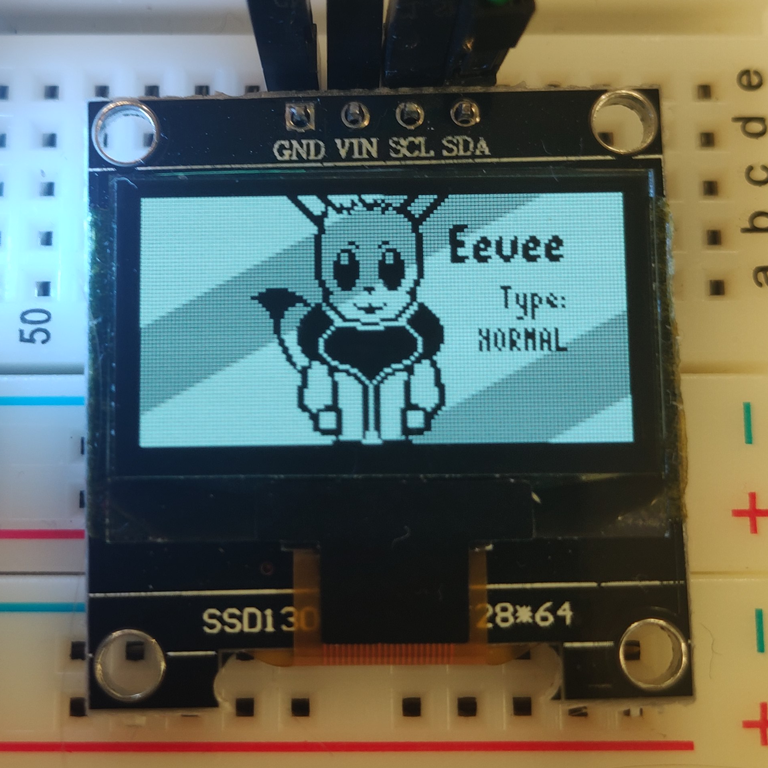 GND VIN SCL SDA
Eevee
Type:
NORMAL
SSD130 28*64
50
e
d
c
b
a
-
+
-
+